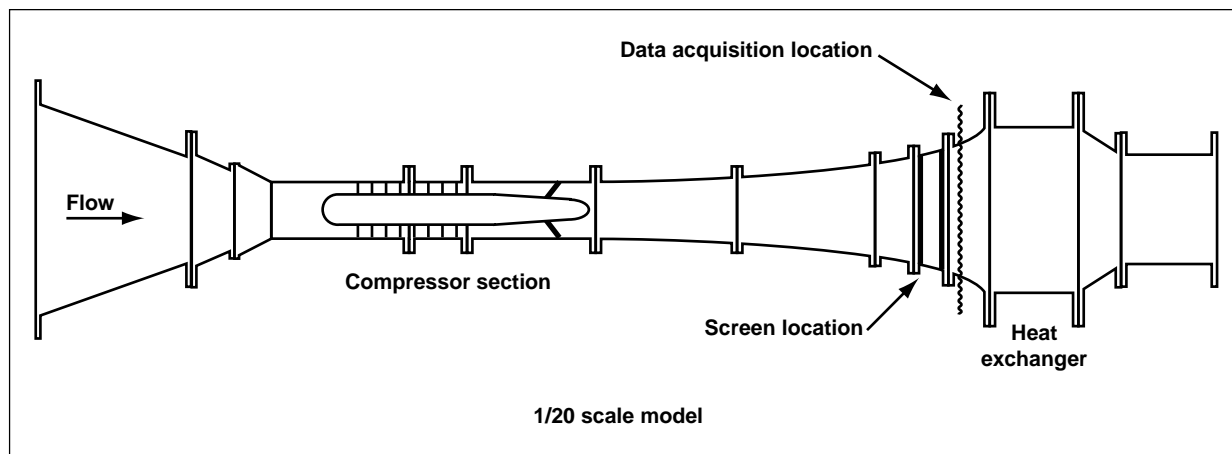 Data acquisition location
Flow
Compressor section
Screen location
Heat
exchanger
1/20 scale model